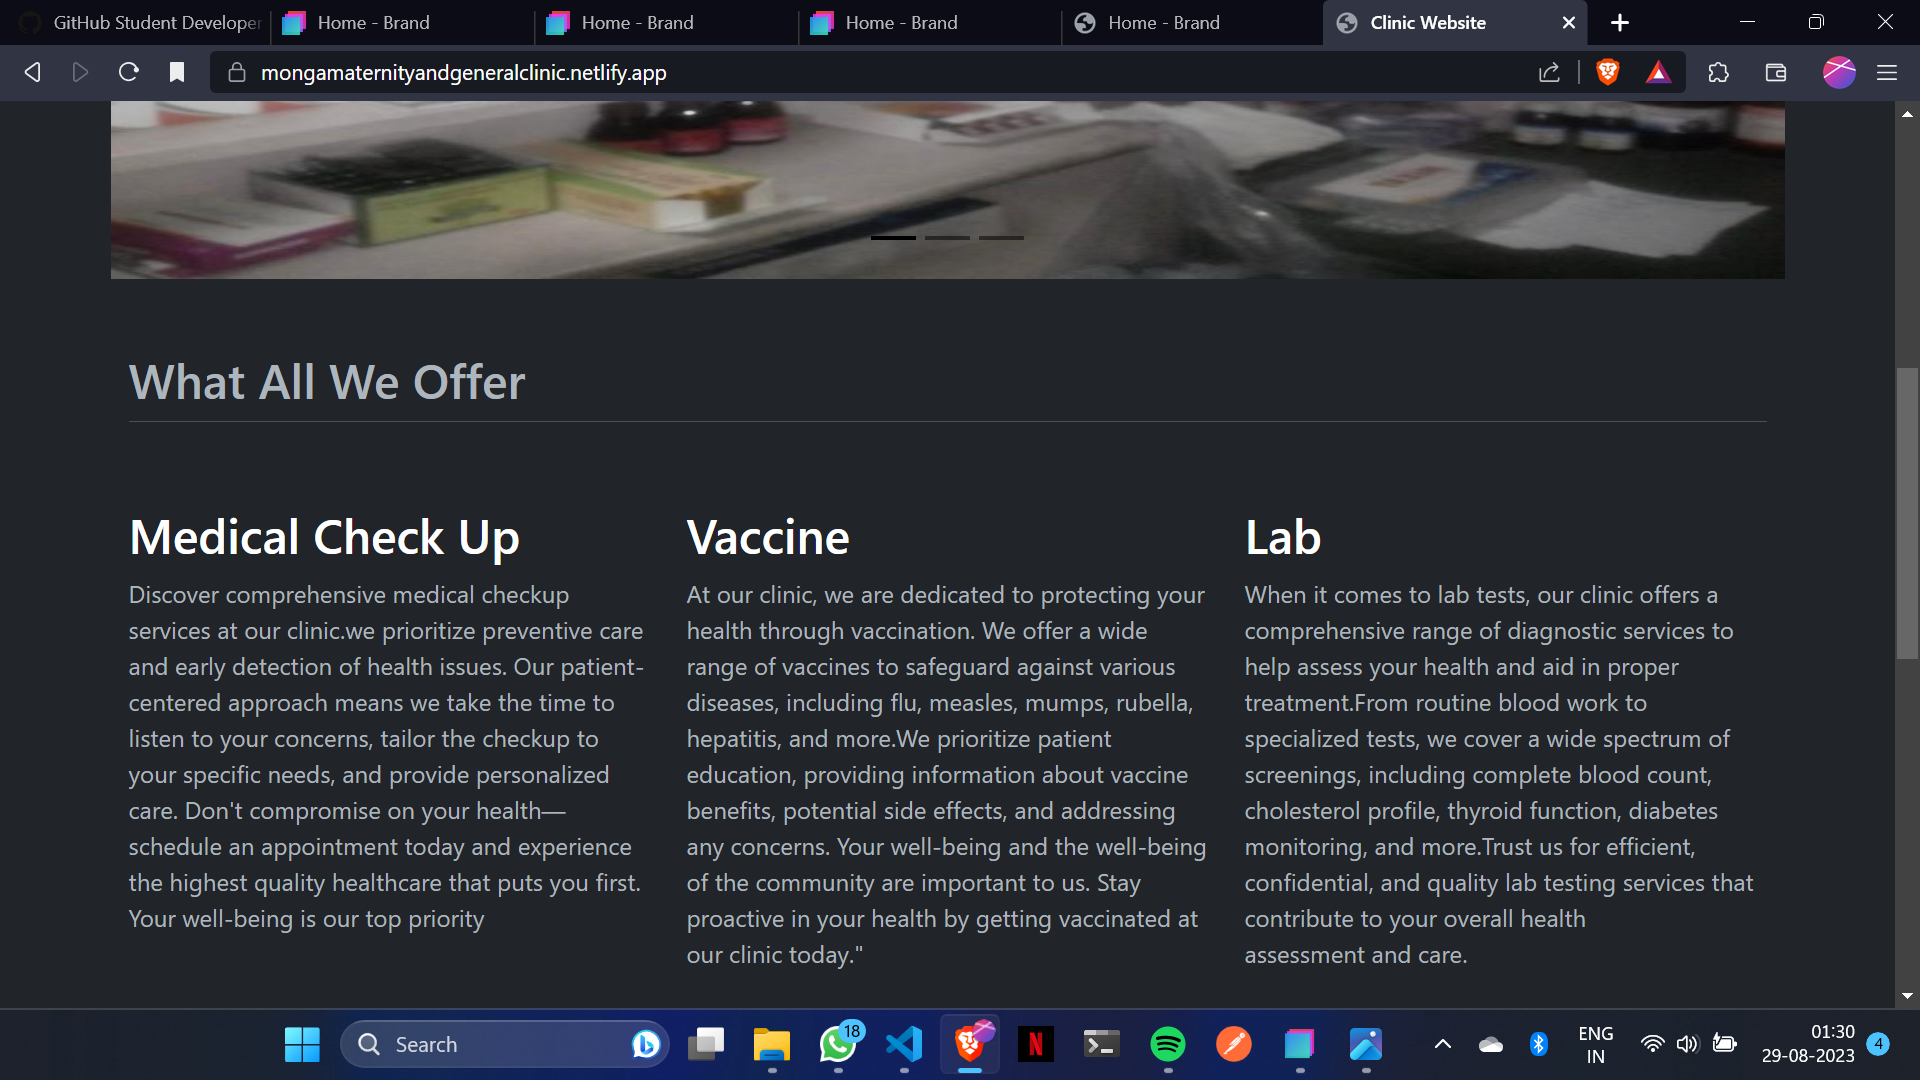 GitHub Student Developer
Home - Brand
Home - Brand
Home - Brand
Home - Brand
Clinic Website
mongamaternityandgeneralclinic.netlify.app
What All We Offer
Medical Check Up
Discover comprehensive medical checkup
services at our clinic.we prioritize preventive care
and early detection of health issues. Our patient-
centered approach means we take the time to
listen to your concerns, tailor the checkup to
your specific needs, and provide personalized
care. Don't compromise on your health—
schedule an appointment today and experience
the highest quality healthcare that puts you first.
Your well-being is our top priority
Vaccine
At our clinic, we are dedicated to protecting your
health through vaccination. We offer a wide
range of vaccines to safeguard against various
diseases, including flu, measles, mumps, rubella,
hepatitis, and more.We prioritize patient
education, providing information about vaccine
benefits, potential side effects, and addressing
any concerns. Your well-being and the well-being
of the community are important to us. Stay
proactive in your health by getting vaccinated at
our clinic today."
Lab
When it comes to lab tests, our clinic offers a
comprehensive range of diagnostic services to
help assess your health and aid in proper
treatment.From routine blood work to
specialized tests, we cover a wide spectrum of
screenings, including complete blood count,
cholesterol profile, thyroid function, diabetes
monitoring, and more.Trust us for efficient,
confidential, and quality lab testing services that
contribute to your overall health
assessment and care.
Search
18
N
ENG
IN
01:30
29-08-2023
4